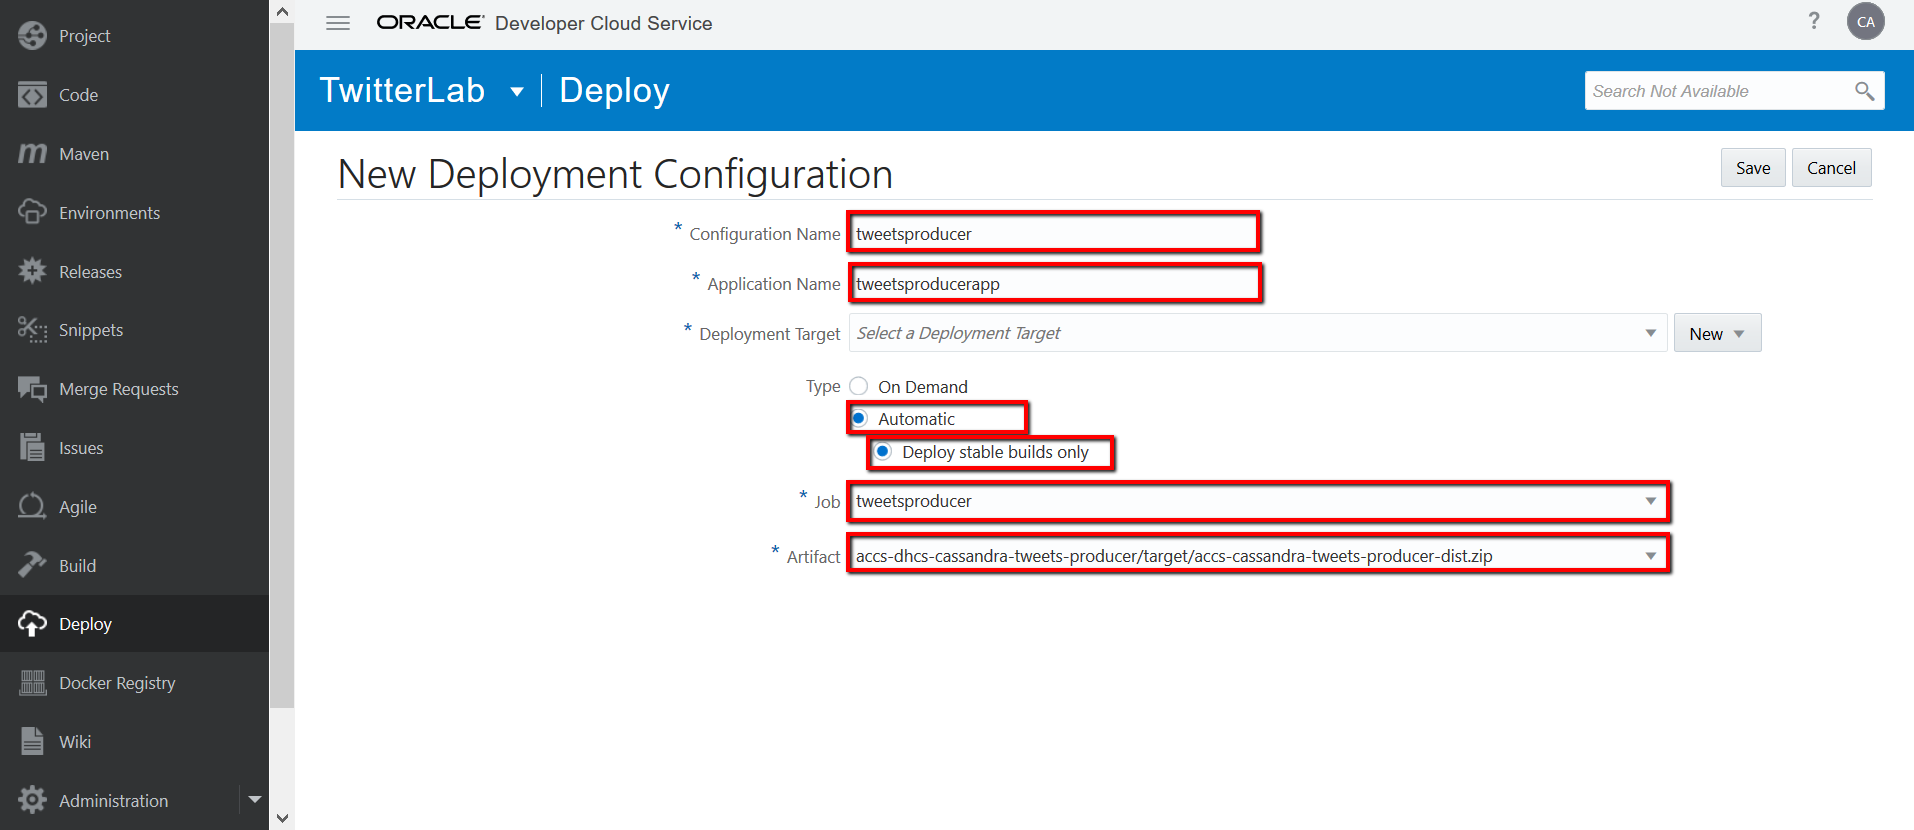 Project
Code
Maven
Environments
Releases
Snippets
Merge Requests
Issues
Agile
Build
Deploy
Docker Registry
Wiki
Administration
ORACLE Developer Cloud Service
? CA
TwitterLab Deploy
Search Not Available
New Deployment Configuration
Save Cancel
* Configuration Name tweetsproducer
* Application Name tweetsproducerapp
* Deployment Target Select a Deployment Target New
Type On Demand
Automatic
Deploy stable builds only
* Job tweetsproducer
* Artifact accs-dhcs-cassandra-tweets-producer/target/accs-cassandra-tweets-producer-dist.zip